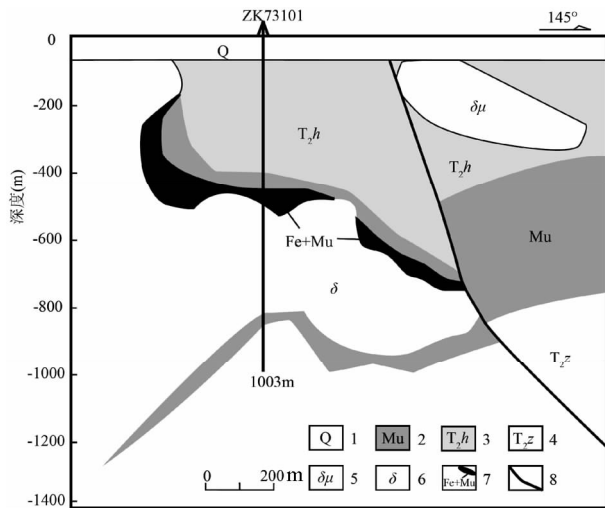 ZK73101
145°
0
Q
-200
δμ
T₂h
T₂h
-400
深度(m)
Fe+Mu
Mu
-600
δ
-800
T₂z
-1000
1003m
Q 1 Mu 2 T₂h 3 T₂z 4
-1200
0 200 m
δμ 5 δ 6 Fe+Mu 7 8
-1400